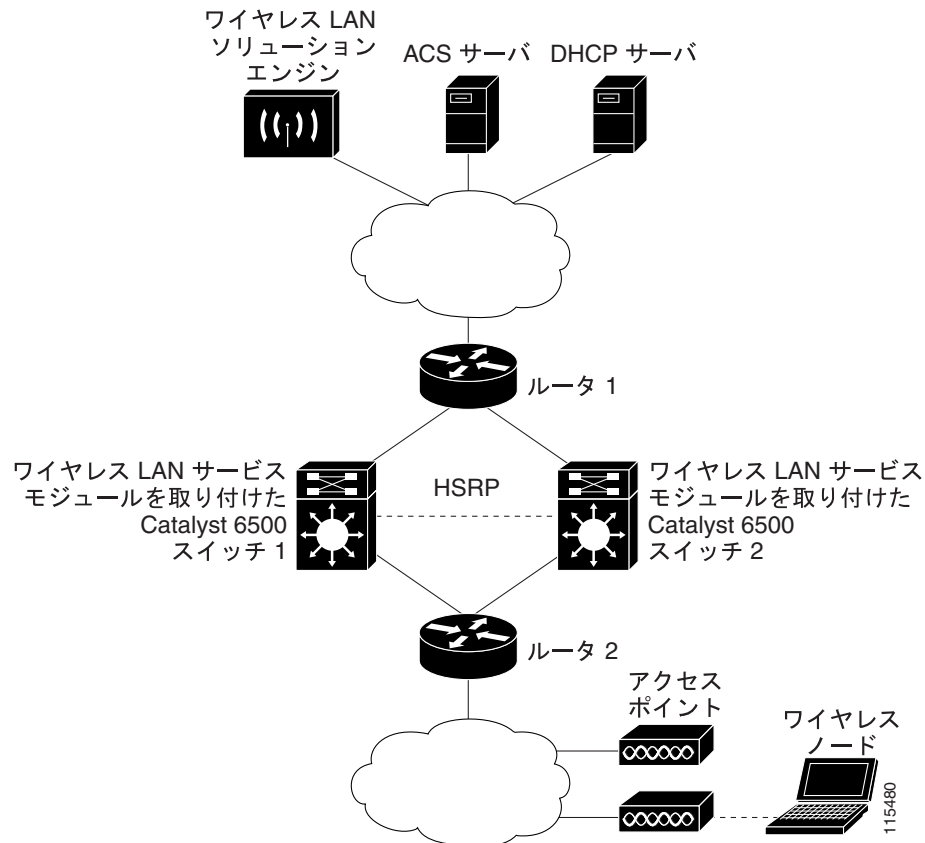 ワイヤレス LAN
ソリューション
エンジン
ACS サーバ
DHCP サーバ
ルータ 1
ワイヤレス LAN サービス
モジュールを取り付けた
Catalyst 6500
スイッチ 1
HSRP
ワイヤレス LAN サービス
モジュールを取り付けた
Catalyst 6500
スイッチ 2
ルータ 2
アクセス
ポイント
ワイヤレス
ノード
115480